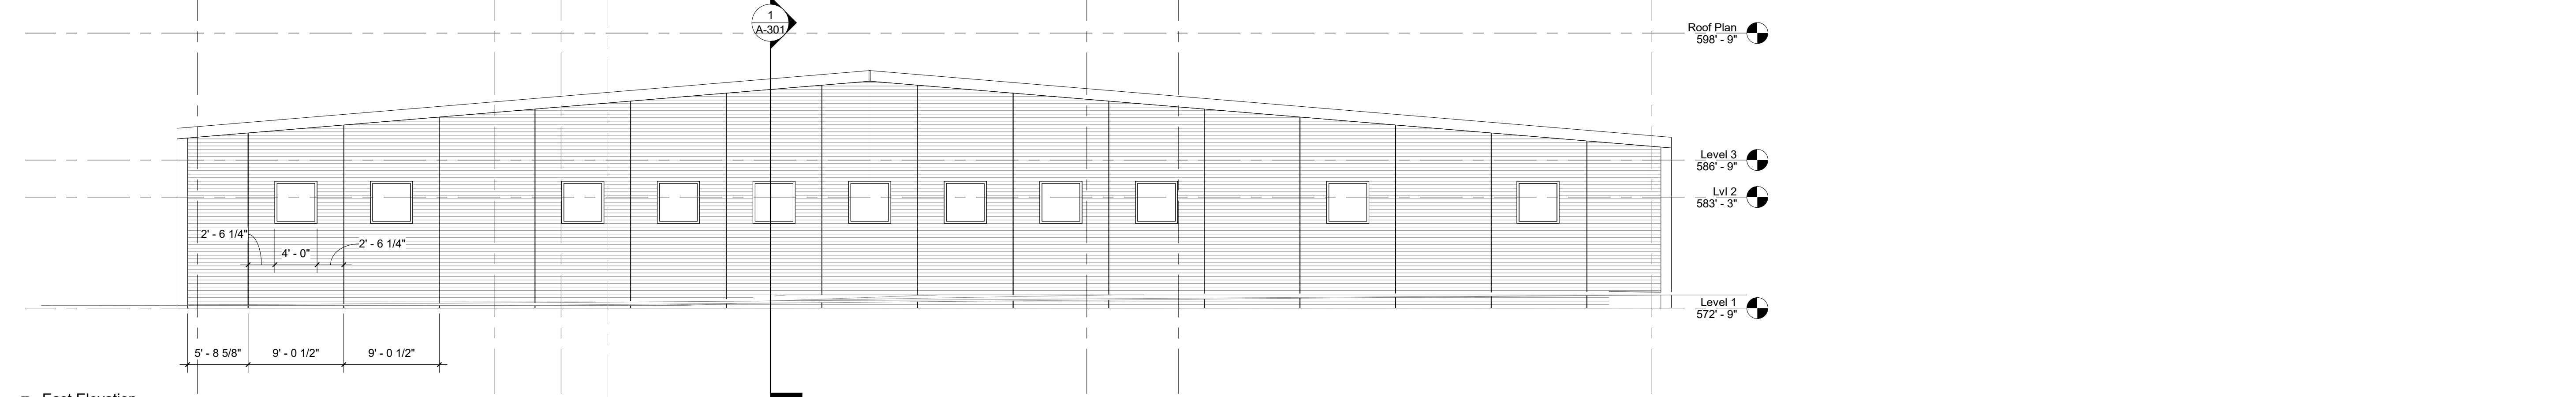 1
A-301
Roof Plan
598' - 9"
Level 3
586' - 9"
Lvl 2
583' - 3"
2' - 6 1/4"
4' - 0"
2' - 6 1/4"
Level 1
572' - 9"
5' - 8 5/8"
9' - 0 1/2"
9' - 0 1/2"
East Elevation